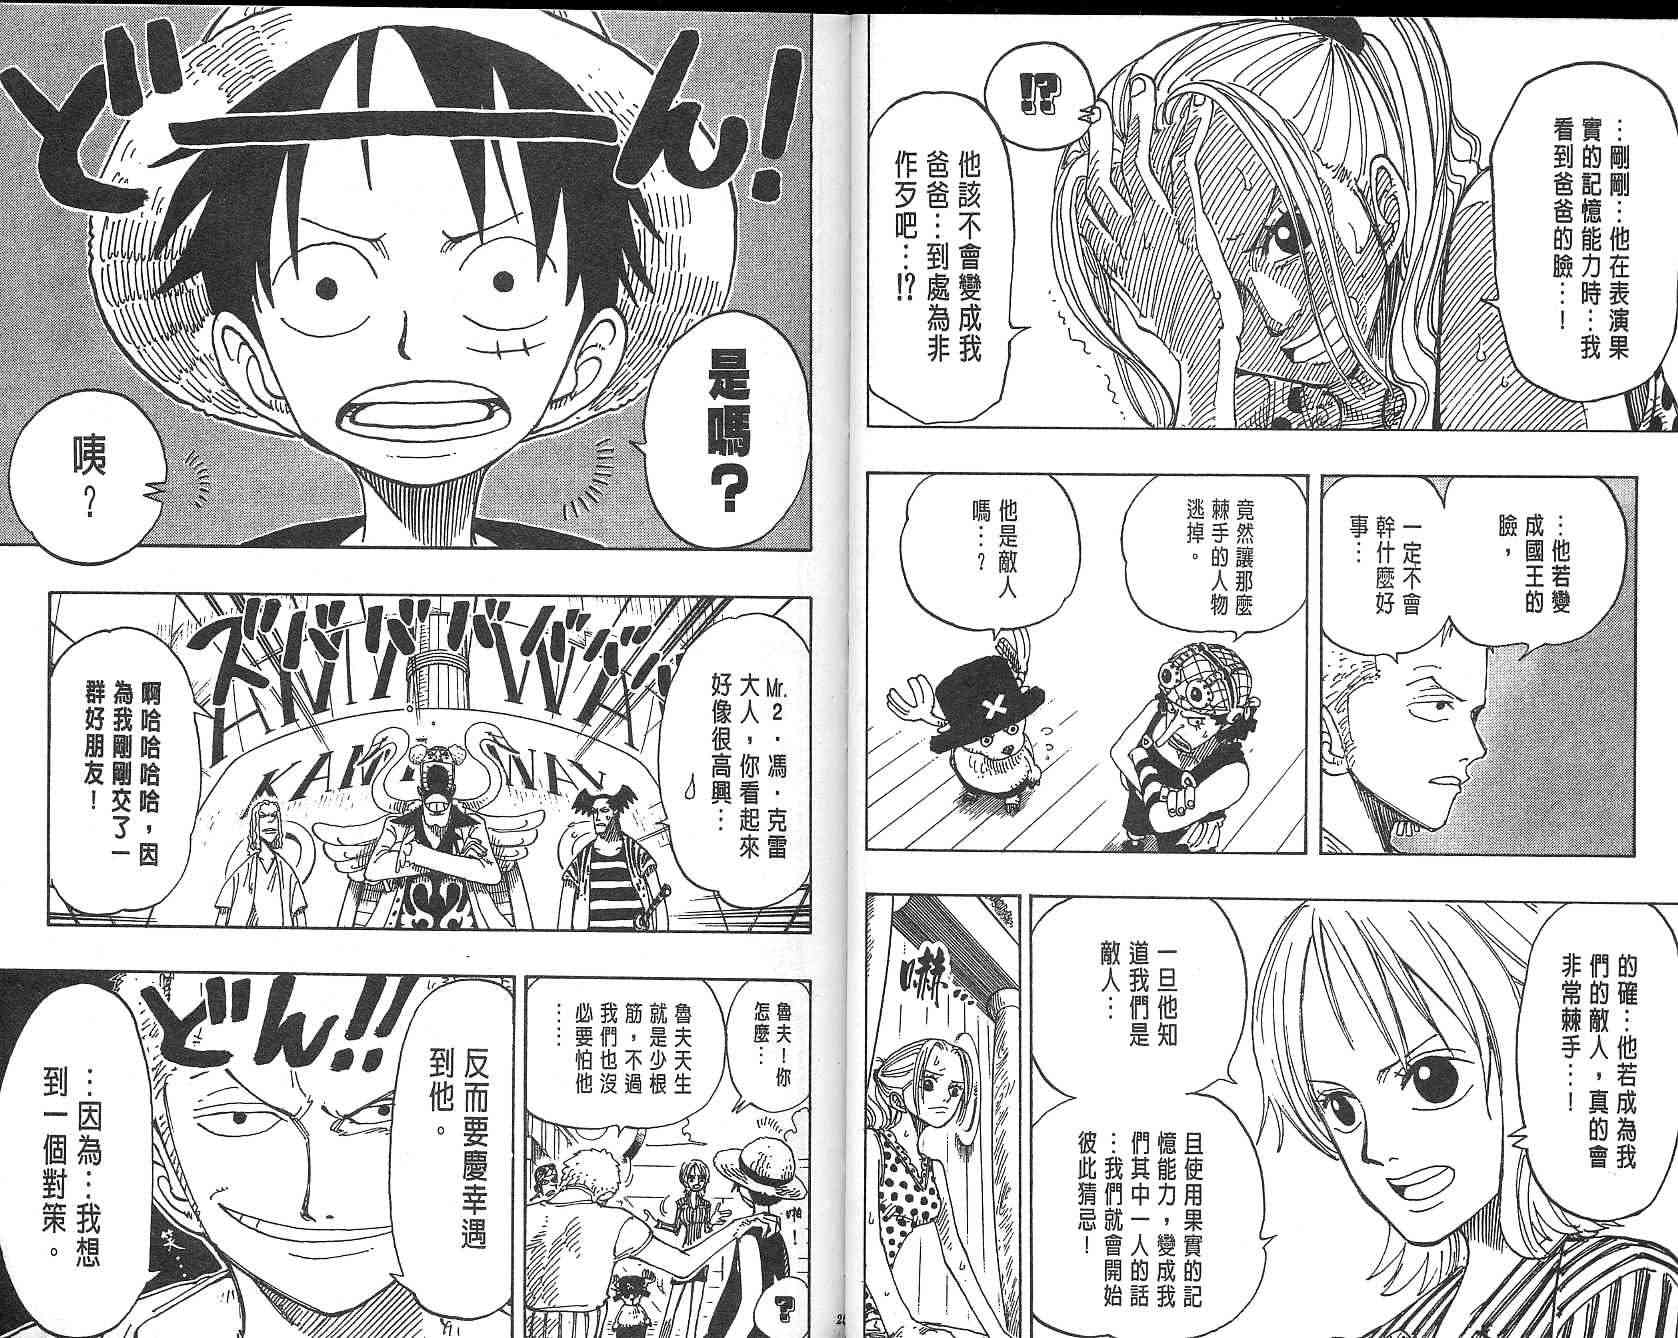 …剛剛…他在表演果
實的記憶能力時…我
看到爸爸的臉…！
!?
他該不會變成我
爸爸…到處為非
作歹吧…!?
…他若變
成國王的
臉，
一定不會
幹什麼好
事…
竟然讓那麼
棘手的人物
逃掉。
他是敵人
嗎…？
的確…他若成為我
們的敵人，真的會
非常棘手…！
一旦他知
道我們是
敵人…
且使用果實的記
憶能力，變成我
們其中一人的話
…我們就會開始
彼此猜忌！
嚇
どん！
是嗎？
咦？
ズババババババ
Mr.2．馮．克雷
大人，你看起來
好像很高興…
啊哈哈哈哈，因
為我剛剛交了一
群好朋友！
魯夫！你
怎麼…
魯夫天生
就是少根
筋，不過
我們也沒
必要怕他
……
啪！
?
どん!!
反而要慶幸遇
到他。
…因為…我想
到一個對策。
笑…